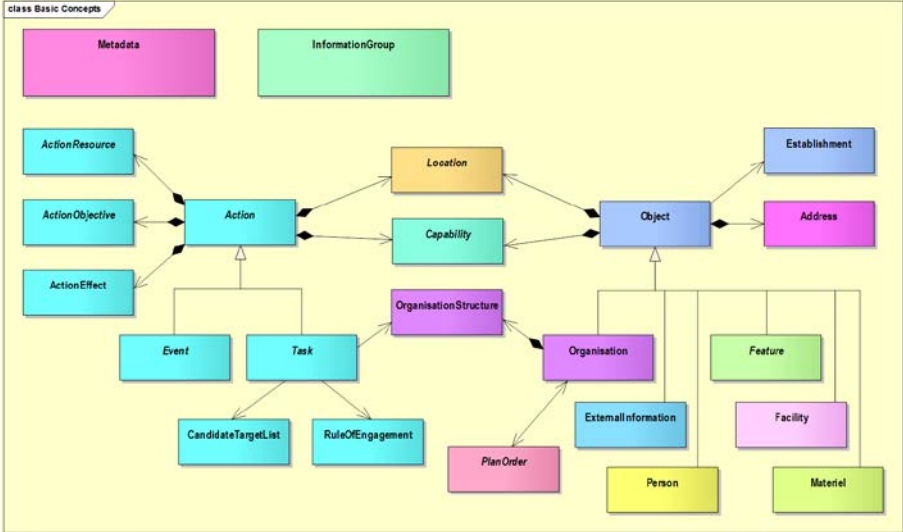 class Basic Concepts
Metadata
InformationGroup
ActionResource
Location
Establishment
ActionObjective
Action
Object
Address
Capability
ActionEffect
OrganisationStructure
Event
Task
Organisation
Feature
ExternalInformation
Facility
CandidateTargetList
RuleOfEngagement
PlanOrder
Person
Materiel